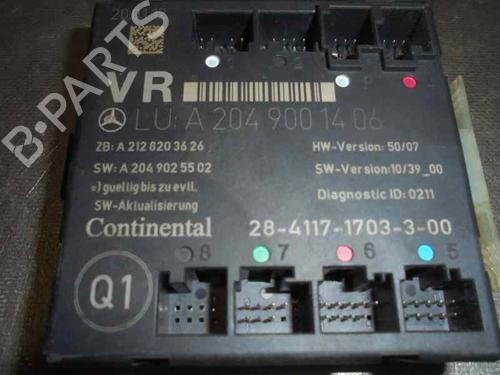 VR
LU: A 204 900 14 06
ZB: A 212 820 36 26
HW-Version: 50/07
SW: A 204 902 55 02
SW-Version:10/39_00
*) gueltig bis zu evll.
Diagnostic ID: 0211
SW-Aktualisierung
Continental
28-4117-1703-3-00
8 7 6 5
Q1
B-PARTS